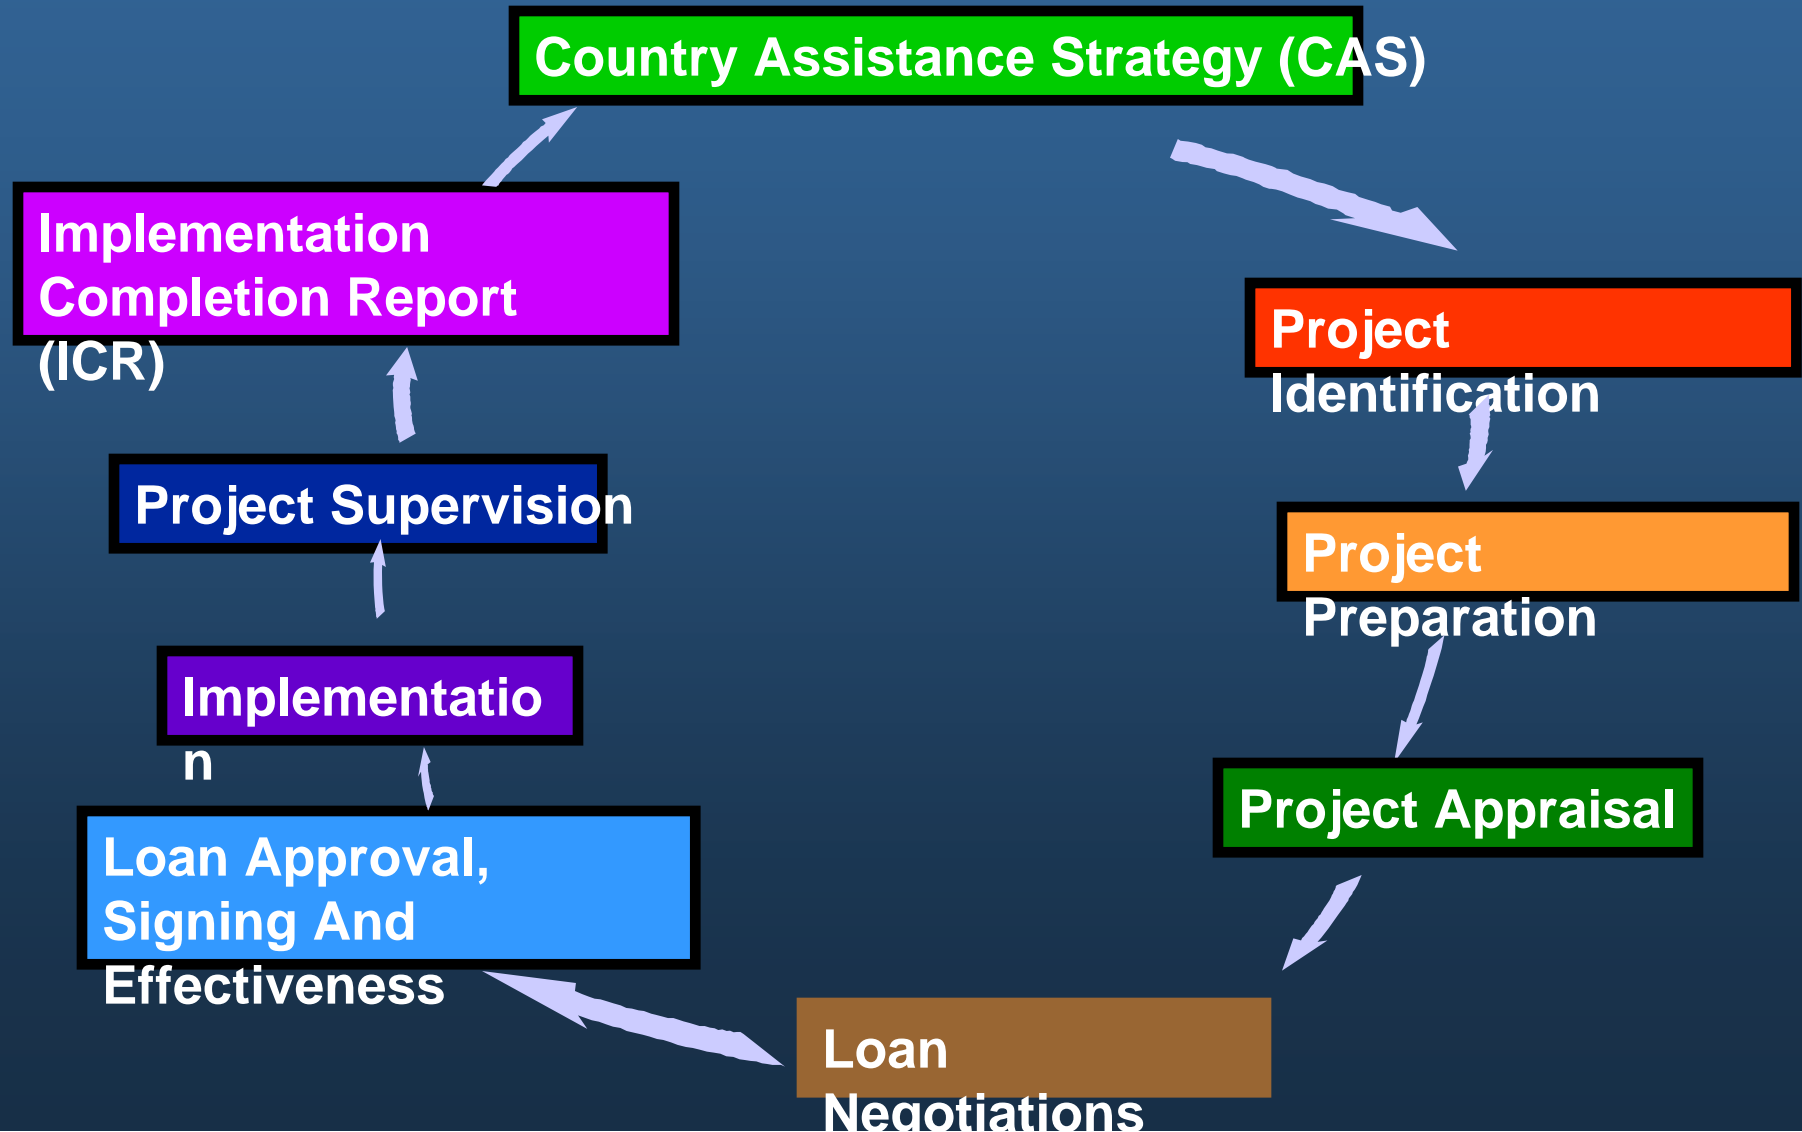 Country Assistance Strategy (CAS)
Implementation
Completion Report
(ICR)
Project
Identification
Project Supervision
Project
Preparation
Implementatio
n
Project Appraisal
Loan Approval,
Signing And
Effectiveness
Loan
Negotiations